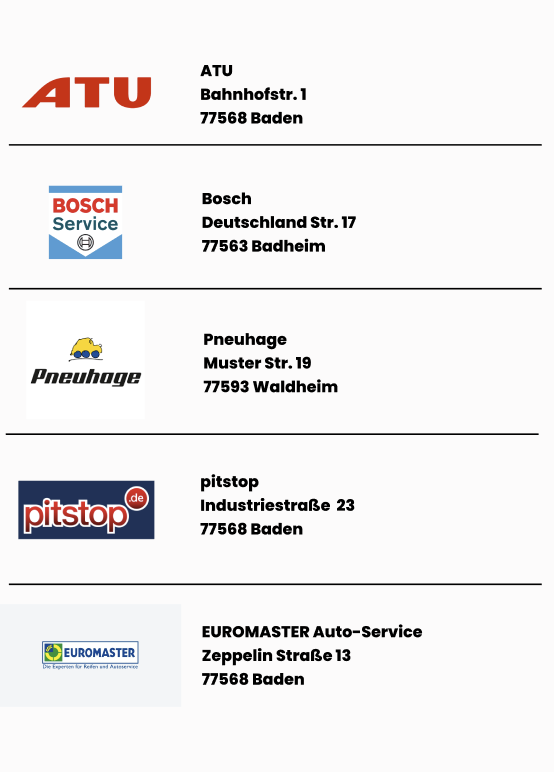 ATU
ATU
Bahnhofstr. 1
77568 Baden
BOSCH
Service
Bosch
Deutschland Str. 17
77563 Badheim
Pneuhage
Pneuhage
Muster Str. 19
77593 Waldheim
pitstop
.de
pitstop
Industriestraße 23
77568 Baden
EUROMASTER
Die Experten für Reifen und Autoservice
EUROMASTER Auto-Service
Zeppelin Straße 13
77568 Baden